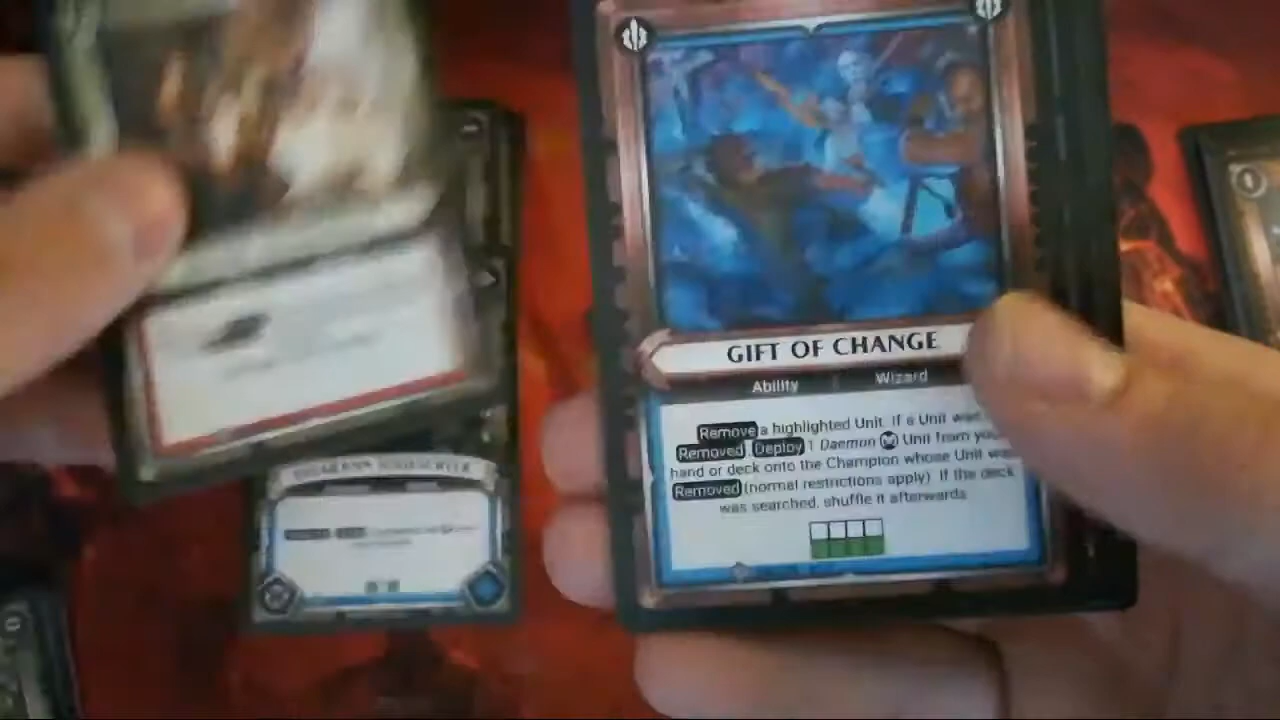 GIFT OF CHANGE
Ability Wizard
Remove a highlighted Unit. If a Unit was
Removed Deploy 1 Daemon Unit from your
hand or deck onto the Champion whose Unit was
Removed (normal restrictions apply). If the deck
was searched, shuffle it afterwards